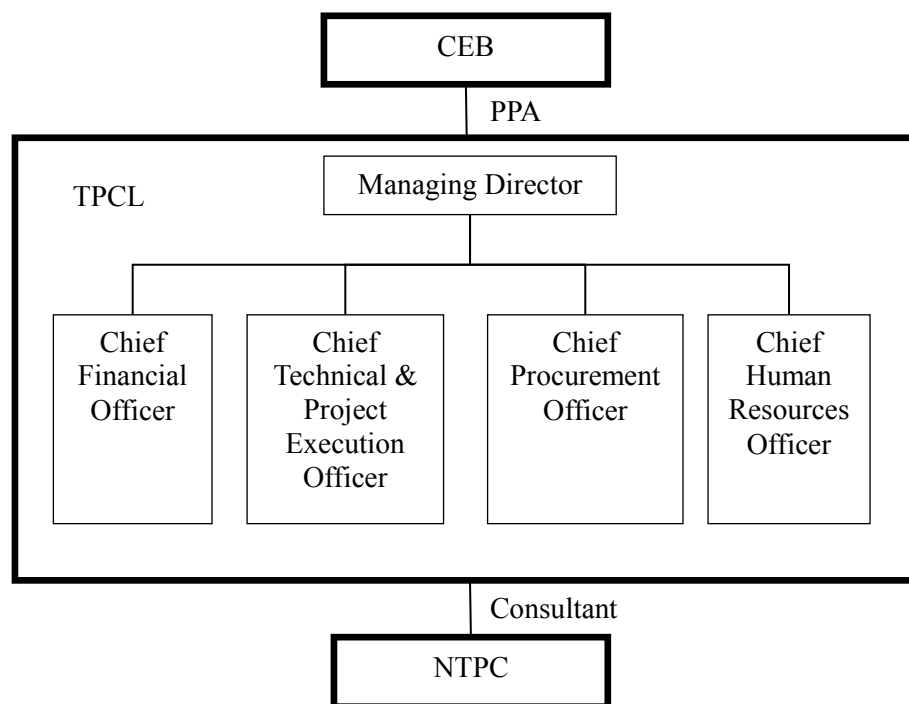 CEB
PPA
TPCL
Managing Director
Chief
Financial
Officer
Chief
Technical &
Project
Execution
Officer
Chief
Procurement
Officer
Chief
Human
Resources
Officer
Consultant
NTPC